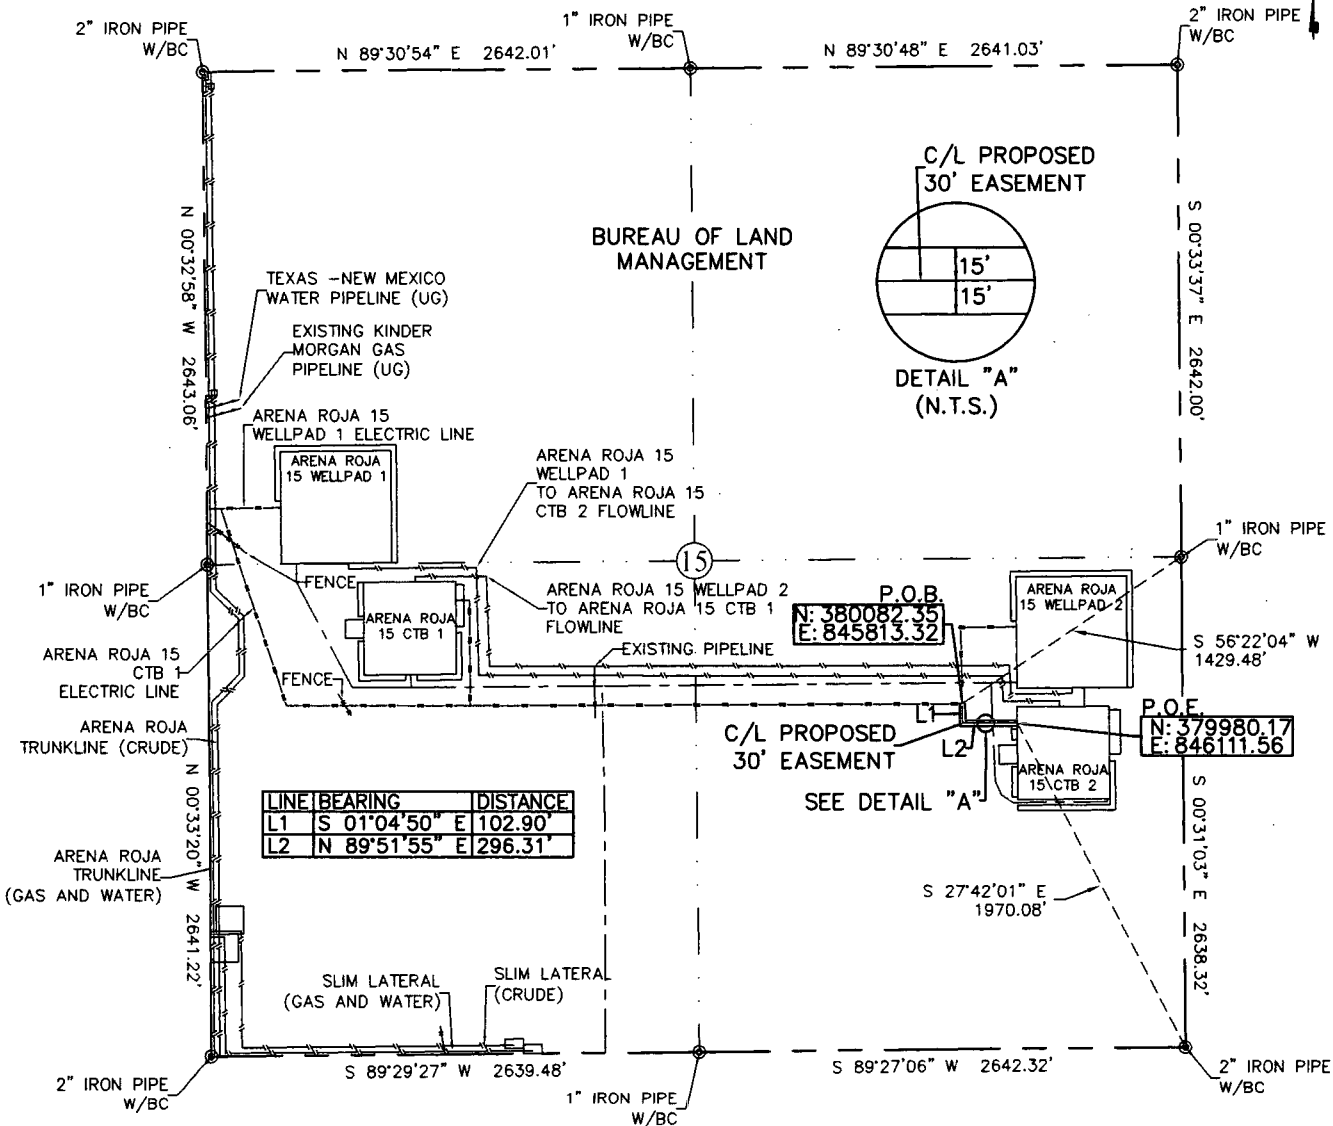 2" IRON PIPE
W/BC
N 89°30'54" E 2642.01'
1" IRON PIPE
W/BC
N 89°30'48" E 2641.03'
2" IRON PIPE
W/BC
C/L PROPOSED
30' EASEMENT
BUREAU OF LAND
MANAGEMENT
15'
15'
DETAIL "A"
(N.T.S.)
N 00°32'58" W 2643.06'
S 00°33'37" E 2642.00'
TEXAS -NEW MEXICO
WATER PIPELINE (UG)
EXISTING KINDER
MORGAN GAS
PIPELINE (UG)
ARENA ROJA 15
WELLPAD 1 ELECTRIC LINE
ARENA ROJA
15 WELLPAD 1
ARENA ROJA 15
WELLPAD 1
TO ARENA ROJA 15
CTB 2 FLOWLINE
15
1" IRON PIPE
W/BC
1" IRON PIPE
W/BC
FENCE
ARENA ROJA
15 CTB 1
ARENA ROJA 15 WELLPAD 2
TO ARENA ROJA 15 CTB 1
FLOWLINE
P.O.B.
N: 380082.35
E: 845813.32
ARENA ROJA
15 WELLPAD 2
S 56°22'04" W
1429.48'
ARENA ROJA 15
CTB 1
ELECTRIC LINE
EXISTING PIPELINE
FENCE
ARENA ROJA
TRUNKLINE (CRUDE)
L1
L2
C/L PROPOSED
30' EASEMENT
P.O.E.
N: 379980.17
E: 846111.56
ARENA ROJA
15 CTB 2
SEE DETAIL "A"
LINE BEARING DISTANCE
L1 S 01°04'50" E 102.90'
L2 N 89°51'55" E 296.31'
N 00°33'20" W 2641.22'
S 00°31'03" E 2638.32'
ARENA ROJA
TRUNKLINE
(GAS AND WATER)
S 27°42'01" E
1970.08'
SLIM LATERAL
(GAS AND WATER)
SLIM LATERAL
(CRUDE)
2" IRON PIPE
W/BC
S 89°29'27" W 2639.48'
1" IRON PIPE
W/BC
S 89°27'06" W 2642.32'
2" IRON PIPE
W/BC